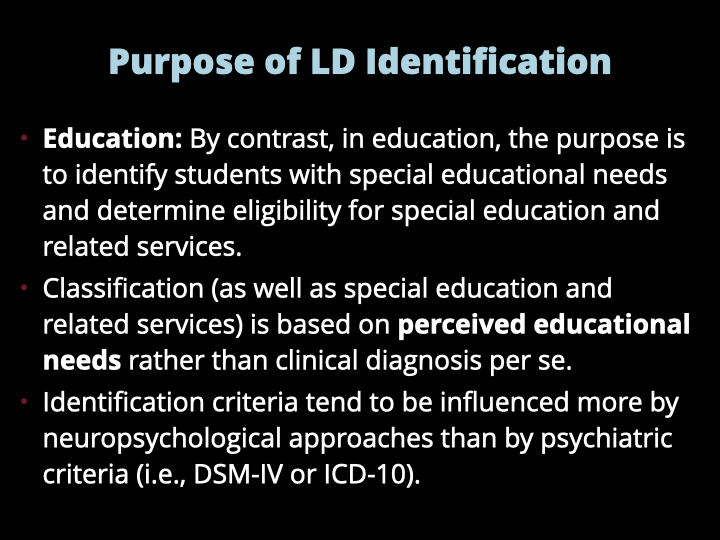 Purpose of LD Identification
• Education: By contrast, in education, the purpose is
to identify students with special educational needs
and determine eligibility for special education and
related services.
• Classification (as well as special education and
related services) is based on perceived educational
needs rather than clinical diagnosis per se.
• Identification criteria tend to be influenced more by
neuropsychological approaches than by psychiatric
criteria (i.e., DSM-IV or ICD-10).